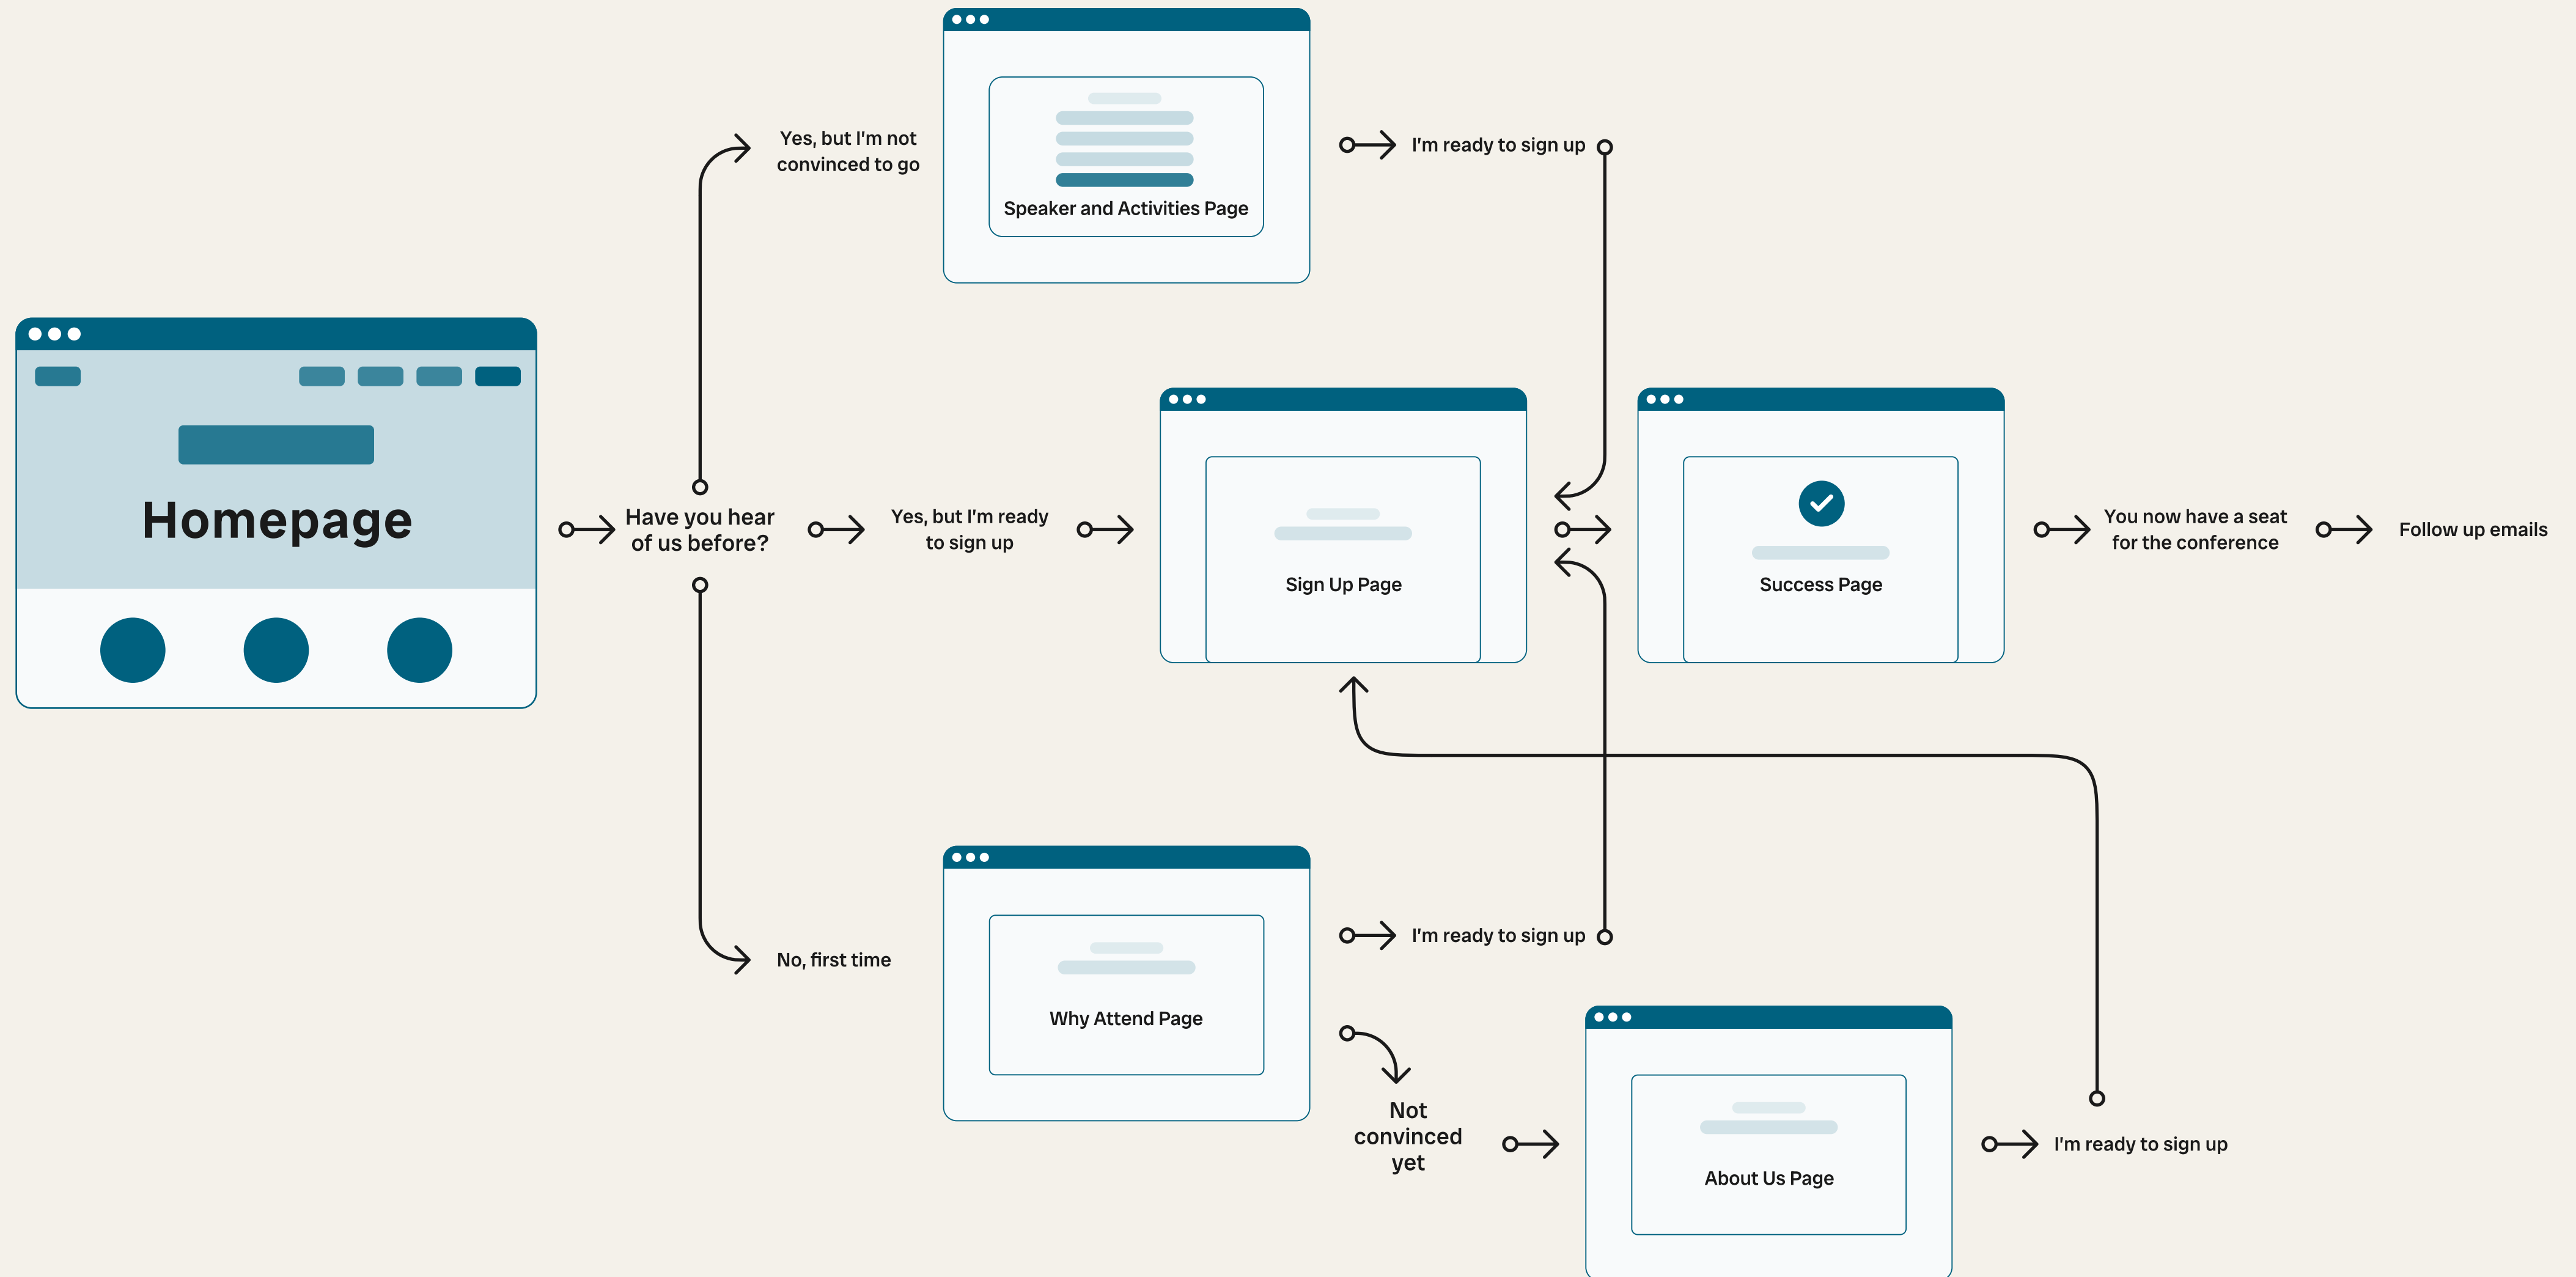 Yes, but I'm not
convinced to go
Speaker and Activities Page
I'm ready to sign up
Homepage
Have you hear
of us before?
Yes, but I'm ready
to sign up
Sign Up Page
Success Page
You now have a seat
for the conference
Follow up emails
No, first time
Why Attend Page
I'm ready to sign up
Not
convinced
yet
About Us Page
I'm ready to sign up